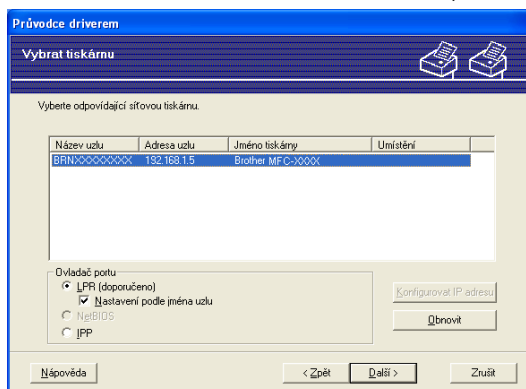 Průvodce driverem
Vybrat tiskárnu
Vyberte odpovídající síťovou tiskárnu.
Název uzlu Adresa uzlu Jméno tiskárny Umístění
BRNXXXXXXXX 192.168.1.5 Brother MFC-XXXX
Ovladač portu
LPR (doporučeno)
Nastavení podle jména uzlu
NetBIOS
IPP
Konfigurovat IP adresu
Obnovit
Nápověda < Zpět Další > Zrušit